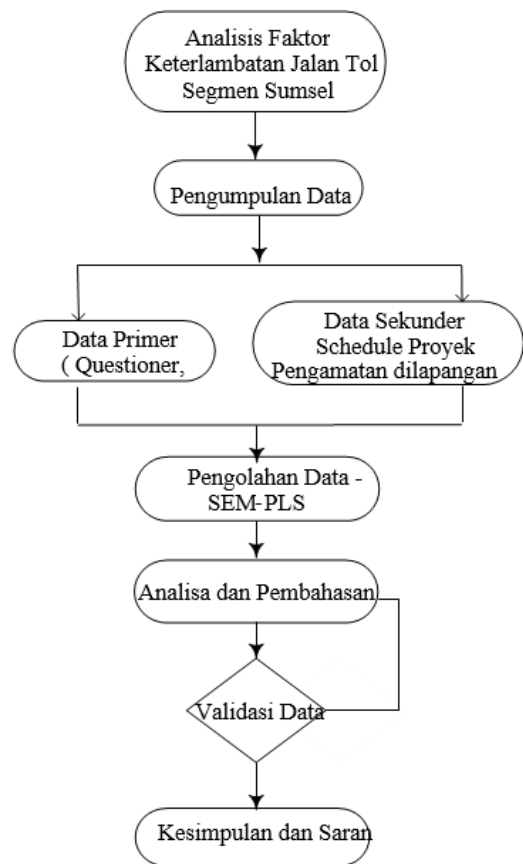 Analisis Faktor
Keterlambatan Jalan Tol
Segmen Sumsel
Pengumpulan Data
Data Primer
( Questioner,
Data Sekunder
Schedule Proyek
Pengamatan dilapangan
Pengolahan Data -
SEM-PLS
Analisa dan Pembahasan
Validasi Data
Kesimpulan dan Saran